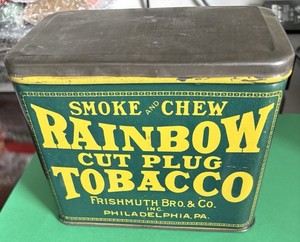 SMOKE AND CHEW
RAINBOW
CUT PLUG
TOBACCO
FRISHMUTH BRO. & CO.
INC.
PHILADELPHIA, PA.